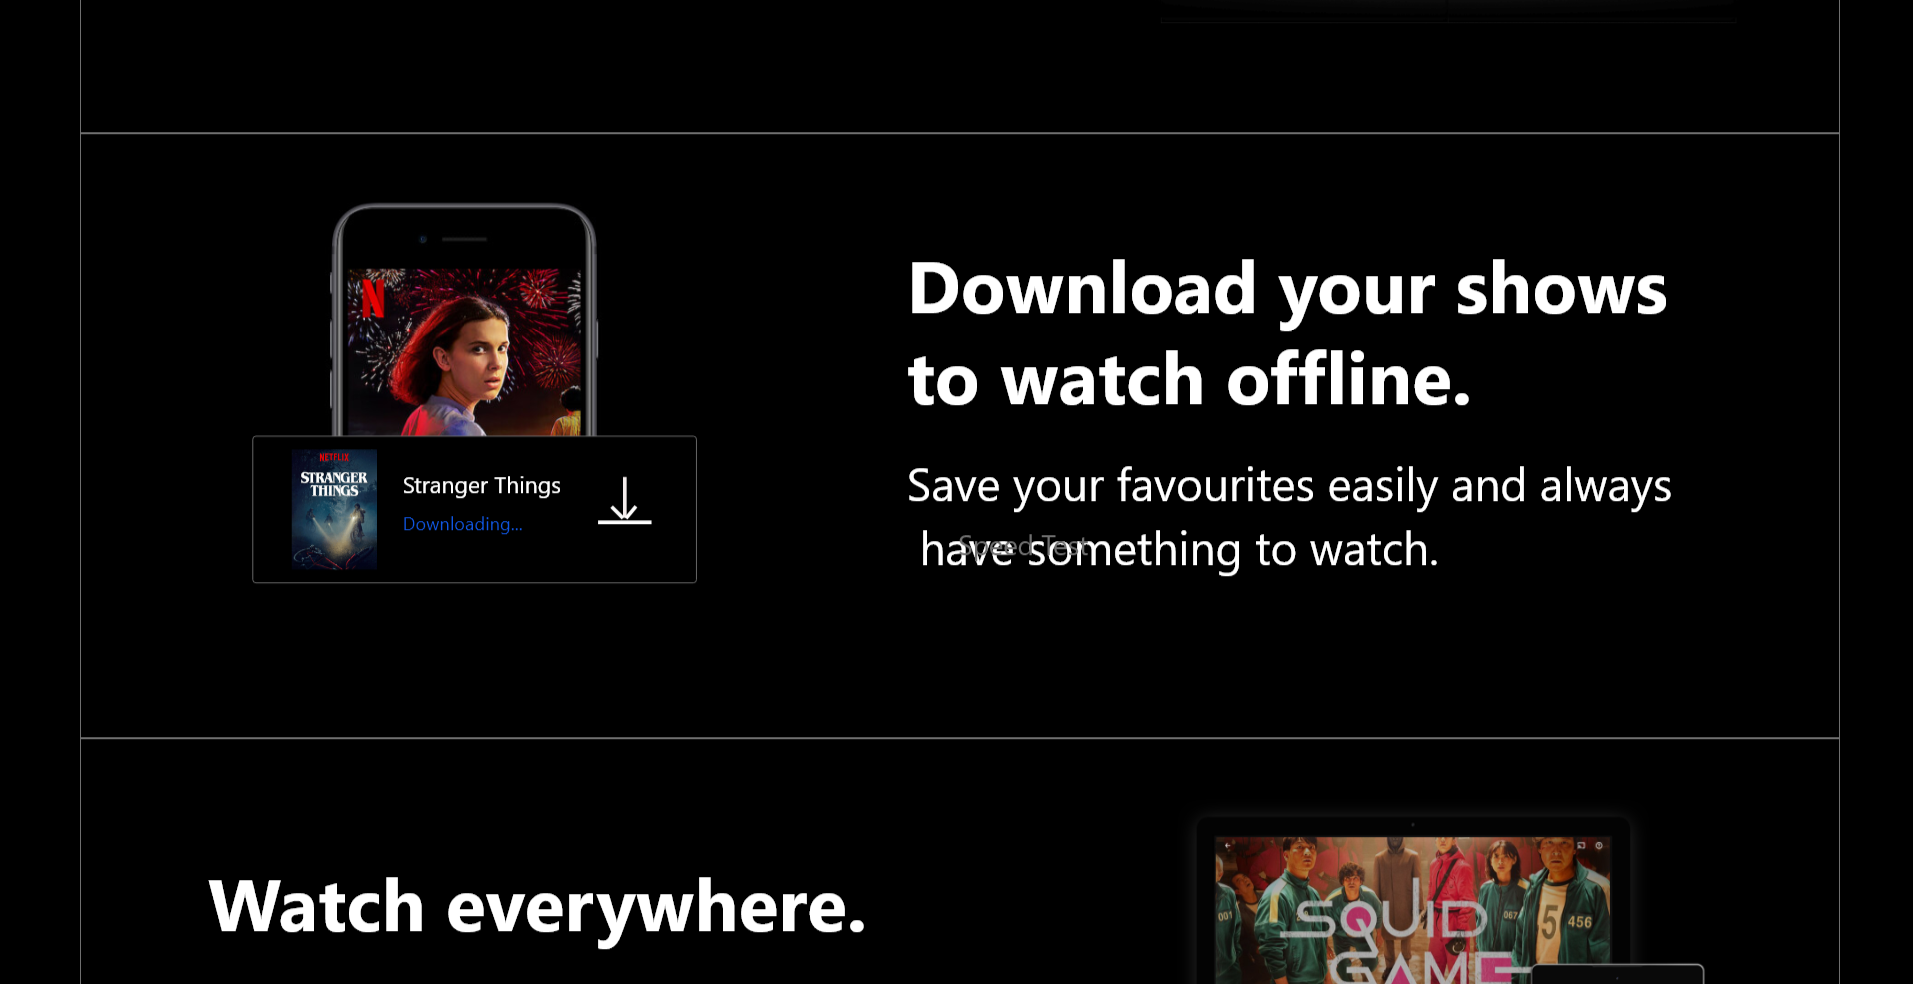 Download your shows
to watch offline.
N
NETFLIX
STRANGER
THINGS
Stranger Things
Downloading...
Save your favourites easily and always
have something to watch.
Speed Test
Watch everywhere.
001
067
456
SQUID
GAME